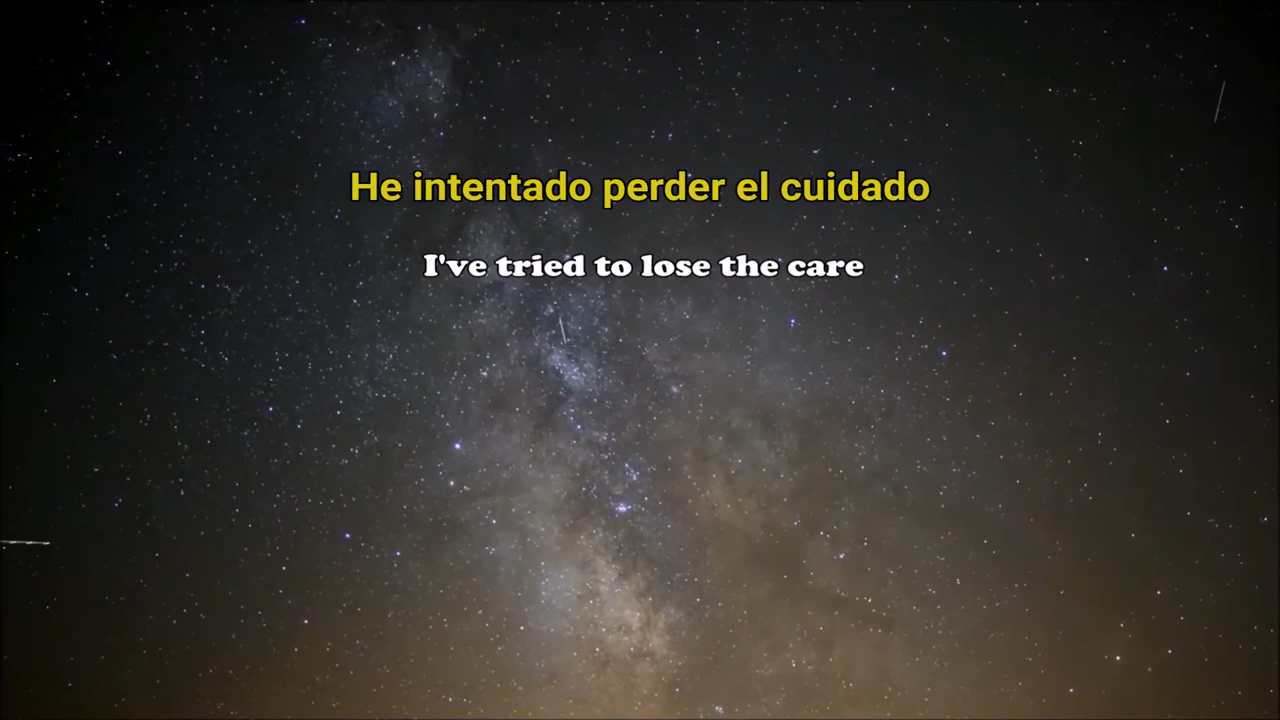 He intentado perder el cuidado
I've tried to lose the care